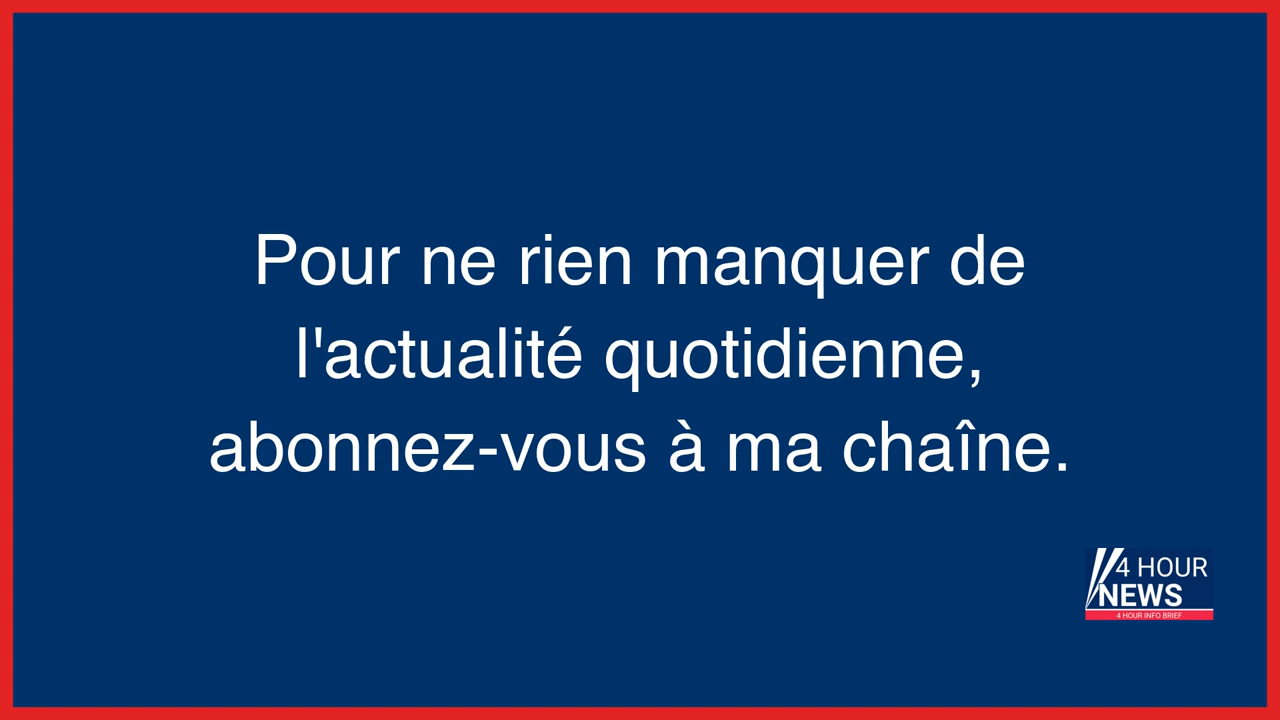 Pour ne rien manquer de
l'actualité quotidienne,
abonnez-vous à ma chaîne.
4 HOUR
NEWS
4 HOUR INFO BRIEF